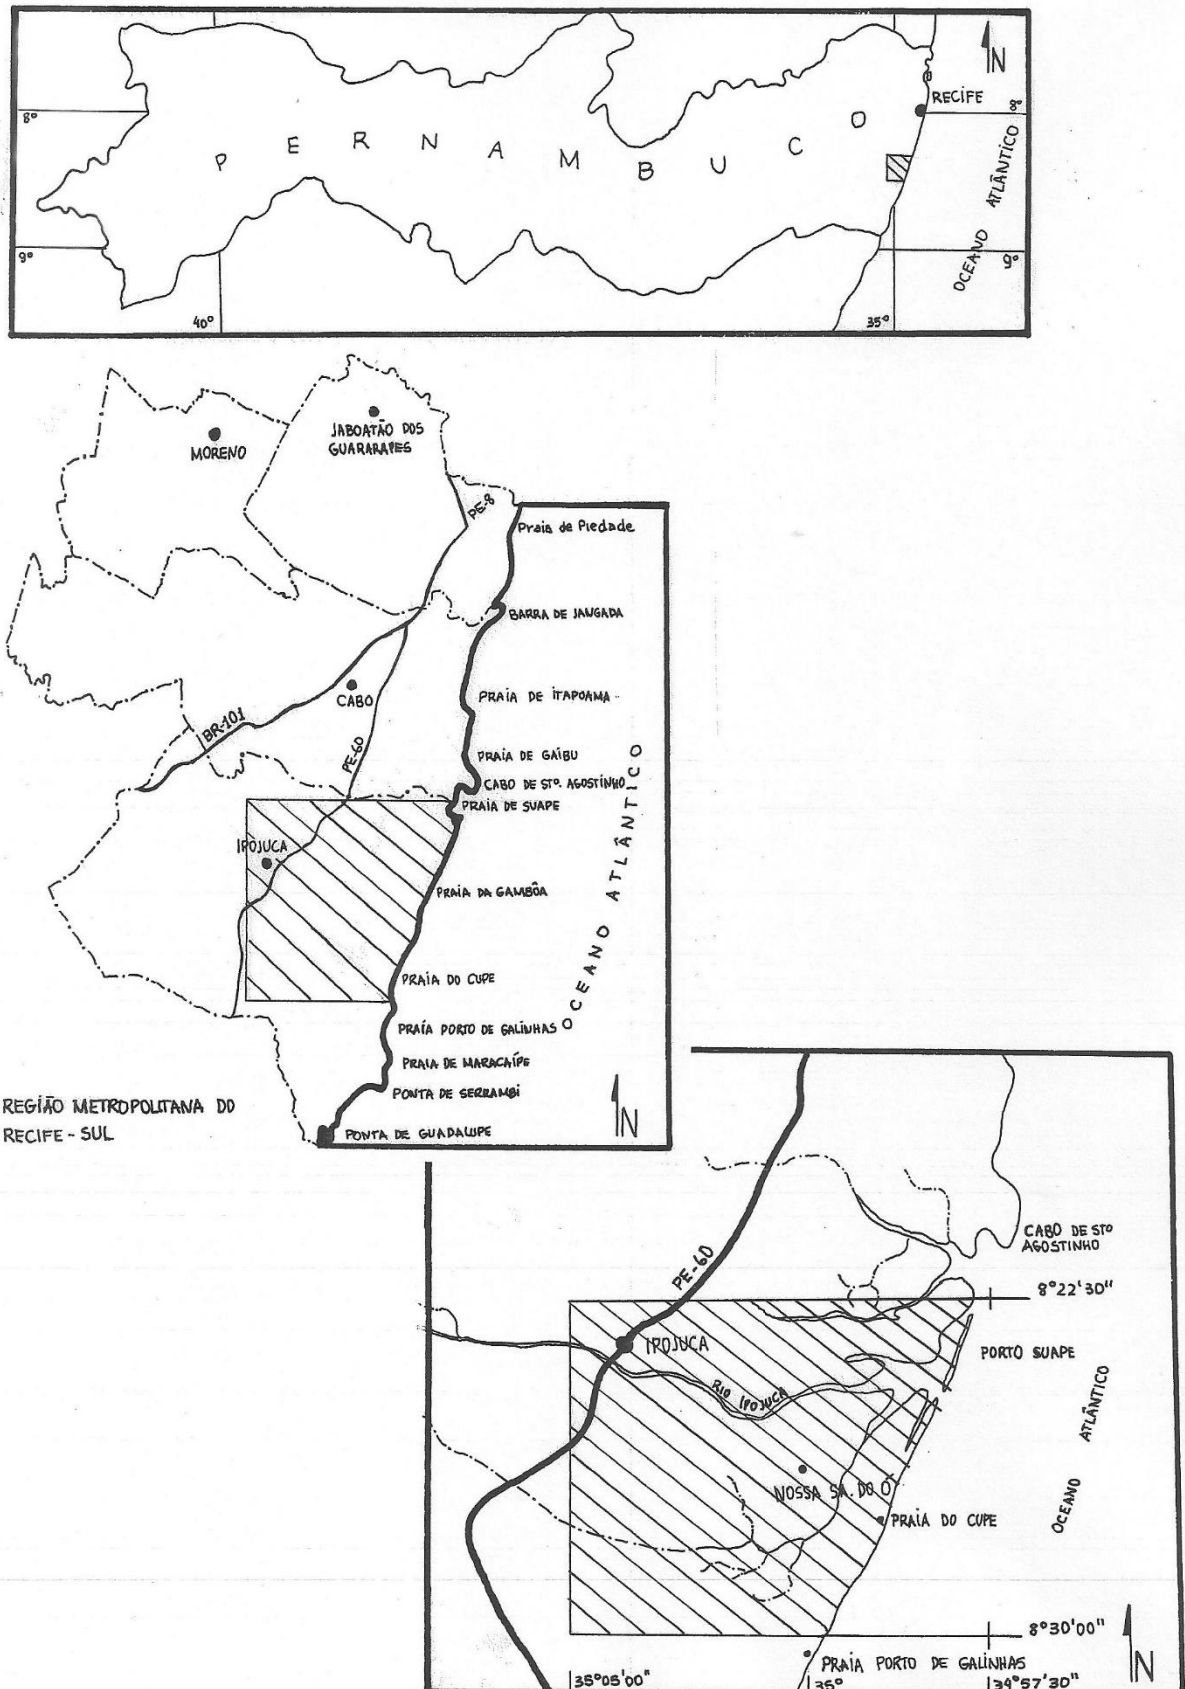 N
RECIFE
8°
8°
PERNAMBUCO
OCEANO ATLÂNTICO
9°
9°
40°
35°
MORENO
JABOATÃO DOS
GUARARAPES
PE-8
Praia de Piedade
BARRA DE JANGADA
CABO
PRAIA DE ITAPOAMA
BR-101
PE-60
PRAIA DE GAIBU
CABO DE STO. AGOSTINHO
PRAIA DE SUAPE
IPOJUCA
PRAIA DA GAMBÔA
OCEANO ATLÂNTICO
PRAIA DO CUPE
PRAIA PORTO DE GALINHAS
PRAIA DE MARACAÍPE
PONTA DE SERRAMBI
PONTA DE GUADALUPE
N
REGIÃO METROPOLITANA DO
RECIFE - SUL
PE-60
CABO DE STO
AGOSTINHO
8°22'30"
IPOJUCA
PORTO SUAPE
RIO IPOJUCA
OCEANO ATLÂNTICO
NOSSA SA. DO Ó
PRAIA DO CUPE
8°30'00"
N
PRAIA PORTO DE GALINHAS
35°05'00"
35°
34°57'30"